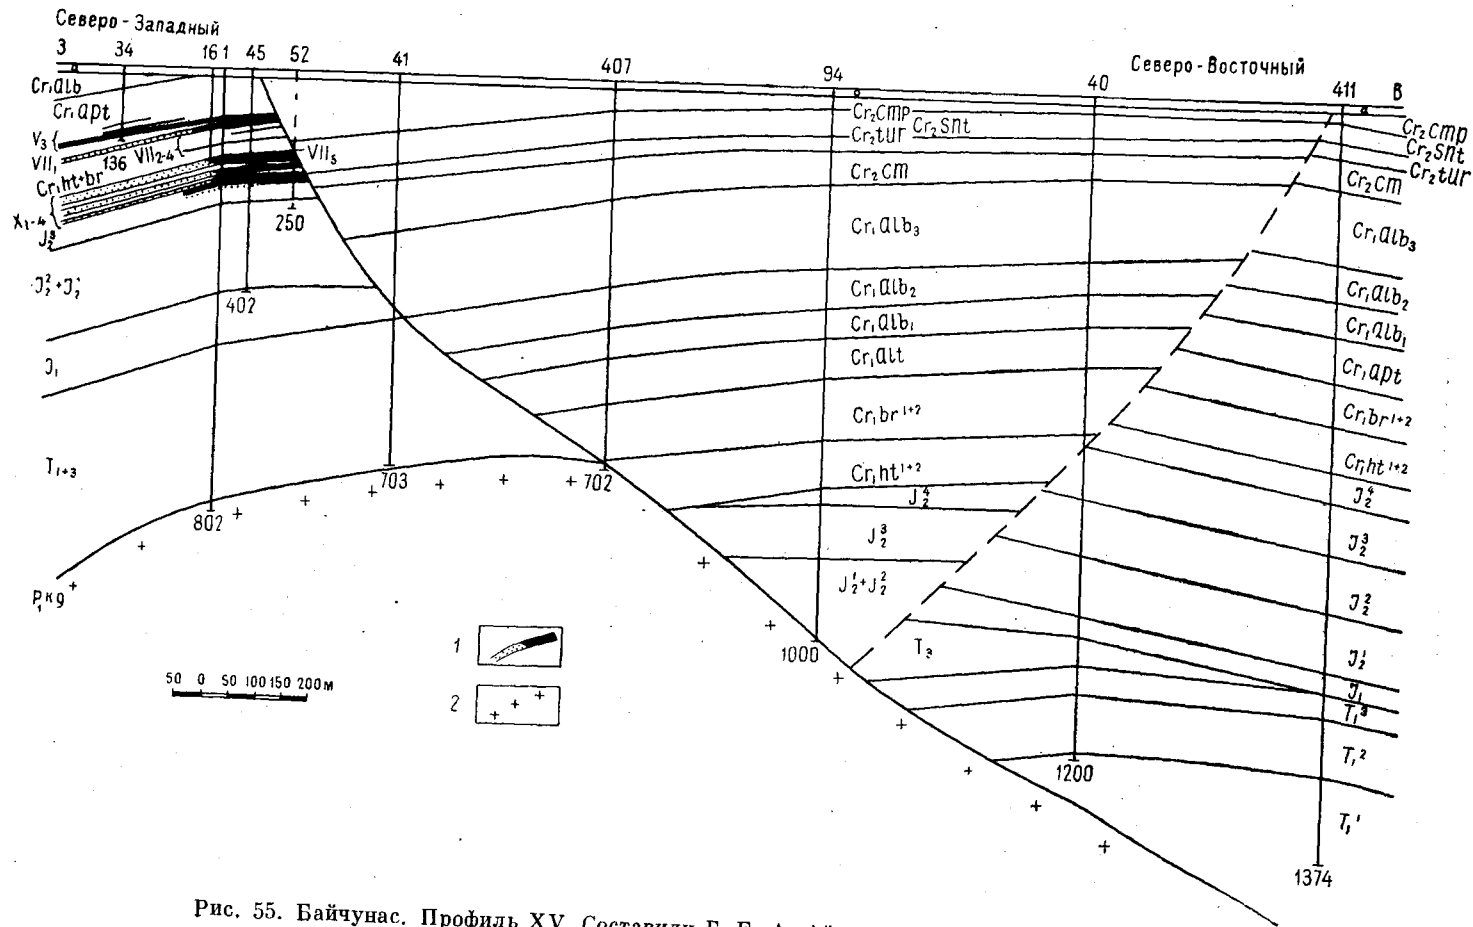 Северо-Западный
З 34 16 1 45 52 41 407 94 40 Северо-Восточный 411 В
Cr₁alb
Cr₁apt
V₃
VII₁
136
VII₂₋₄
VII₅
Cr₁ht+br
X₁₋₄
J₂³
250
J₂²+J₂¹
402
J₁
T₁₊₃
802
703
702
P₁кg
Cr₂cmp
Cr₂snt
Cr₂tur
Cr₂cm
Cr₁alb₃
Cr₁alb₂
Cr₁alb₁
Cr₁alt
Cr₁br¹⁺²
Cr₁ht¹⁺²
J₂⁴
J₂³
J₂¹+J₂²
1000
T₃
1200
Cr₂cmp
Cr₂snt
Cr₂tur
Cr₂cm
Cr₁alb₃
Cr₁alb₂
Cr₁alb₁
Cr₁apt
Cr₁br¹⁺²
Cr₁ht¹⁺²
J₂⁴
J₂³
J₂²
J₂¹
J₁
T₁³
T₁²
T₁¹
1374
1
2
50 0 50 100 150 200м
Рис. 55. Байчунас. Профиль XV. Составили